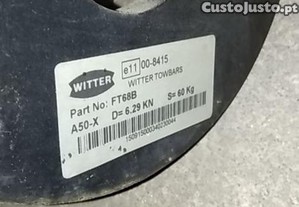 CustoJusto.pt
WITTER
e11 00-8415
WITTER TOWBARS
Part No: FT68B
A50-X D= 6.29 KN S= 60 Kg